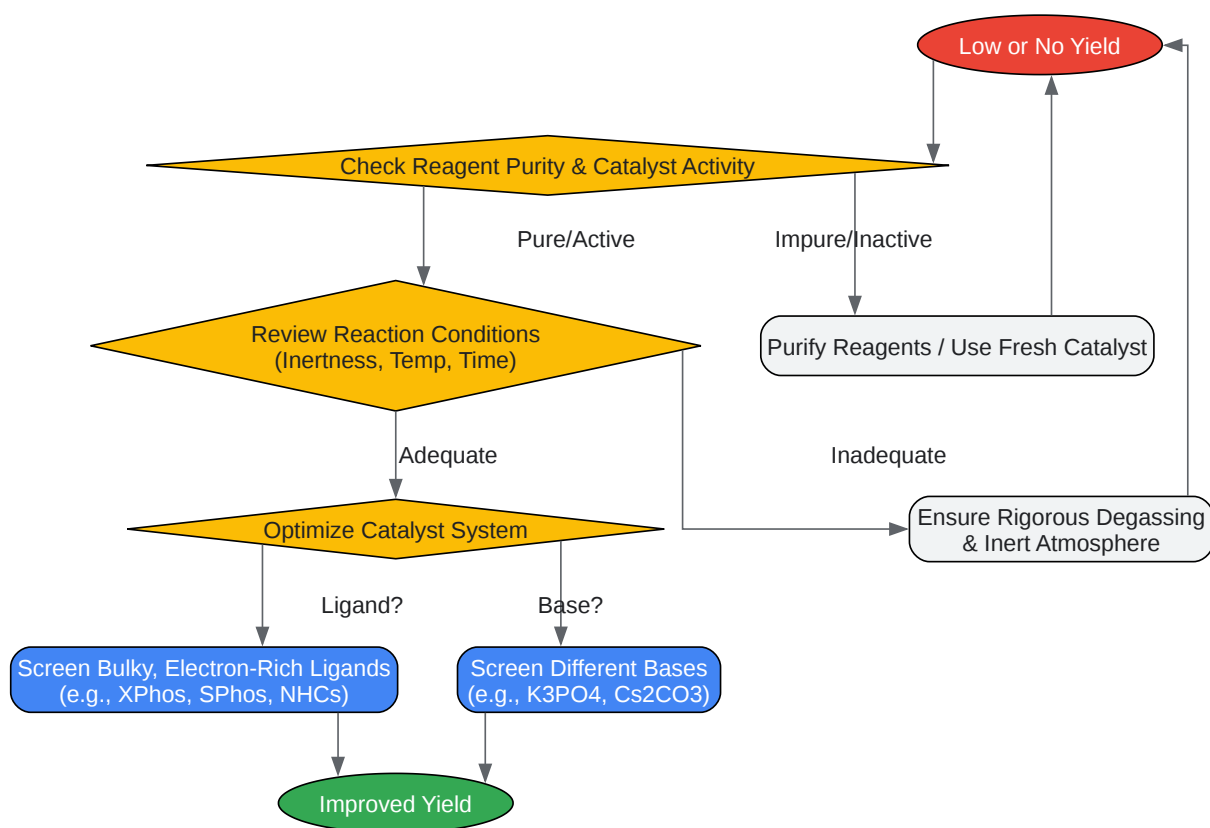 Low or No Yield
Check Reagent Purity & Catalyst Activity
Pure/Active
Impure/Inactive
Review Reaction Conditions
(Inertness, Temp, Time)
Purify Reagents / Use Fresh Catalyst
Adequate
Inadequate
Optimize Catalyst System
Ensure Rigorous Degassing
& Inert Atmosphere
Ligand?
Base?
Screen Bulky, Electron-Rich Ligands
(e.g., XPhos, SPhos, NHCs)
Screen Different Bases
(e.g., K3PO4, Cs2CO3)
Improved Yield